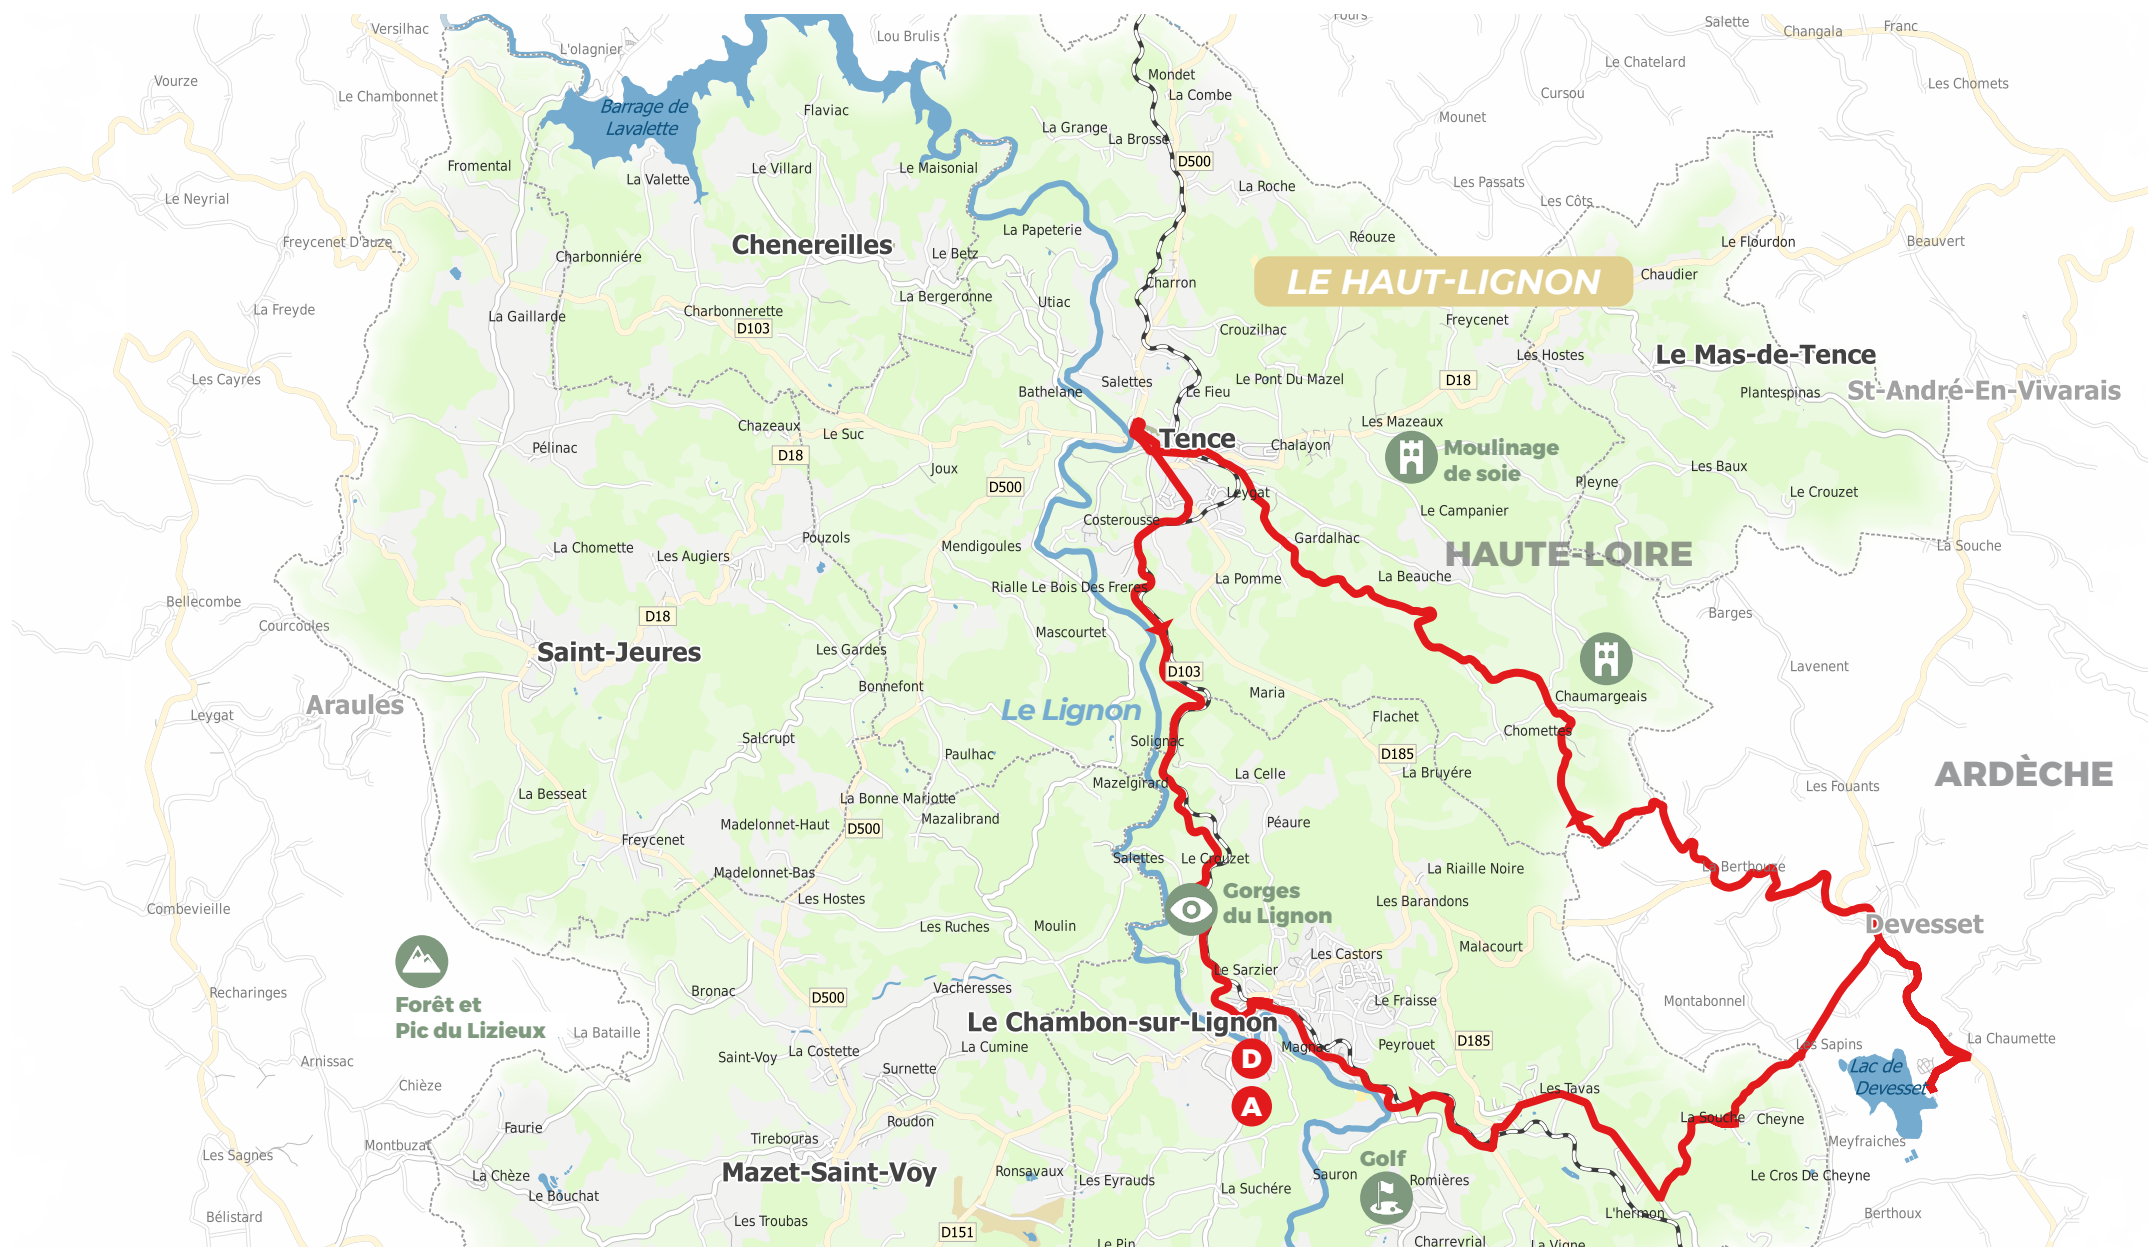 Versilhac
L'olagnier
Lou Brulis
Salette
Changala
Franc
Vourze
Le Chambonnet
Barrage de
Lavalette
Flaviac
Mondet
La Combe
Le Chatelard
Cursou
Les Chomets
Mounet
La Grange
La Brosse
D500
Fromental
La Valette
Le Villard
Le Maisonial
La Roche
Les Passats
Les Côts
Le Neyrial
Freycenet D'auze
Chenereilles
La Papeterie
Réouze
Le Flourdon
Beauvert
Charbonniére
Le Betz
Charron
LE HAUT-LIGNON
Chaudier
La Freyde
La Gaillarde
Charbonnerette
D103
La Bergeronne
Utiac
Crouzilhac
Freycenet
Les Hostes
Le Mas-de-Tence
Les Cayres
Bathelane
Salettes
Le Fieu
Le Pont Du Mazel
D18
Plantespinas
St-André-En-Vivarais
Chazeaux
Le Suc
Les Mazeaux
Pélinac
D18
Tence
Chalayon
Moulinage
de soie
Joux
D500
Les Baux
Pleyne
Le Crouzet
Leygat
Costerousse
Le Campanier
La Chomette
Les Augiers
Pouzols
Mendigoules
Gardalhac
HAUTE-LOIRE
La Souche
Rialle Le Bois Des Freres
La Pomme
La Beauche
Bellecombe
Courcoules
D18
Mascourtet
Barges
Saint-Jeures
Les Gardes
D103
Lavenent
Araules
Leygat
Bonnefont
Le Lignon
Maria
Chaumargeais
Flachet
Chomettes
Salcrupt
Paulhac
Solignac
D185
La Besseat
Mazelgirard
La Celle
La Bruyére
Les Fouants
ARDÈCHE
La Bonne Mariotte
Mazalibrand
Madelonnet-Haut
D500
Freycenet
Péaure
Salettes
Le Crouzet
La Riaille Noire
La Berthouze
Madelonnet-Bas
Les Hostes
Gorges
du Lignon
Les Barandons
Combevieille
Les Ruches
Moulin
Malacourt
Devesset
Les Castors
Le Sarzier
Forêt et
Pic du Lizieux
Recharinges
Bronac
D500
Vacheresses
Le Fraisse
Montabonnel
La Bataille
Le Chambon-sur-Lignon
La Chaumette
Arnissac
Saint-Voy
La Costette
La Cumine
Magnac
Peyrouet
D185
Les Sapins
Lac de
Devesset
D
Chièze
Surnette
Les Tavas
A
La Souche
Cheyne
Faurie
Roudon
Tirebouras
Meyfraiches
Montbuzat
Les Sagnes
La Chèze
Mazet-Saint-Voy
Ronsavaux
Les Eyrauds
Golf
Sauron
Romières
Le Cros De Cheyne
La Suchére
Le Bouchat
Bélistard
Les Troubas
D151
L'hermon
Berthoux
Le Pin
Charreyrial
La Vigne